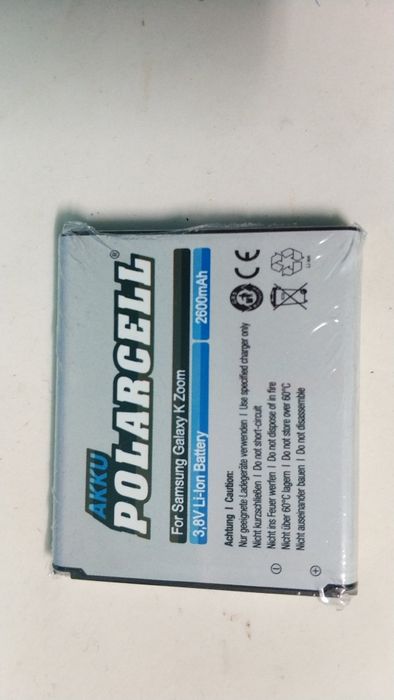 AKKU
POLARCELL®
For Samsung Galaxy K Zoom
3,8V Li-Ion Battery 2600mAh
CE
Li-Ion
Achtung | Caution:
Nur geeignete Ladegeräte verwenden | Use specified charger only
Nicht kurzschließen | Do not short-circuit
Nicht ins Feuer werfen | Do not dispose of in fire
Nicht über 60°C lagern | Do not store over 60°C
Nicht auseinander bauen | Do not disassemble
⊖
⊕